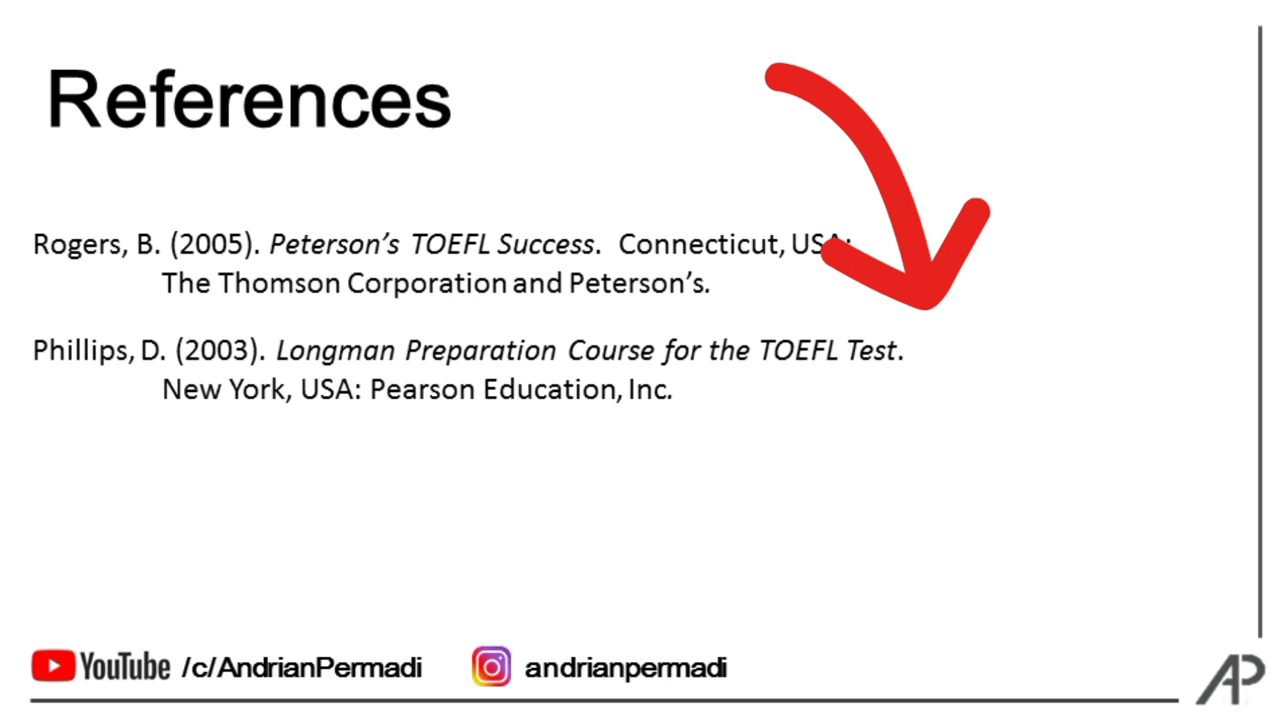 References
Rogers, B. (2005). Peterson’s TOEFL Success. Connecticut, USA:
The Thomson Corporation and Peterson’s.
Phillips, D. (2003). Longman Preparation Course for the TOEFL Test.
New York, USA: Pearson Education, Inc.
YouTube /c/AndrianPermadi andrianpermadi
AP